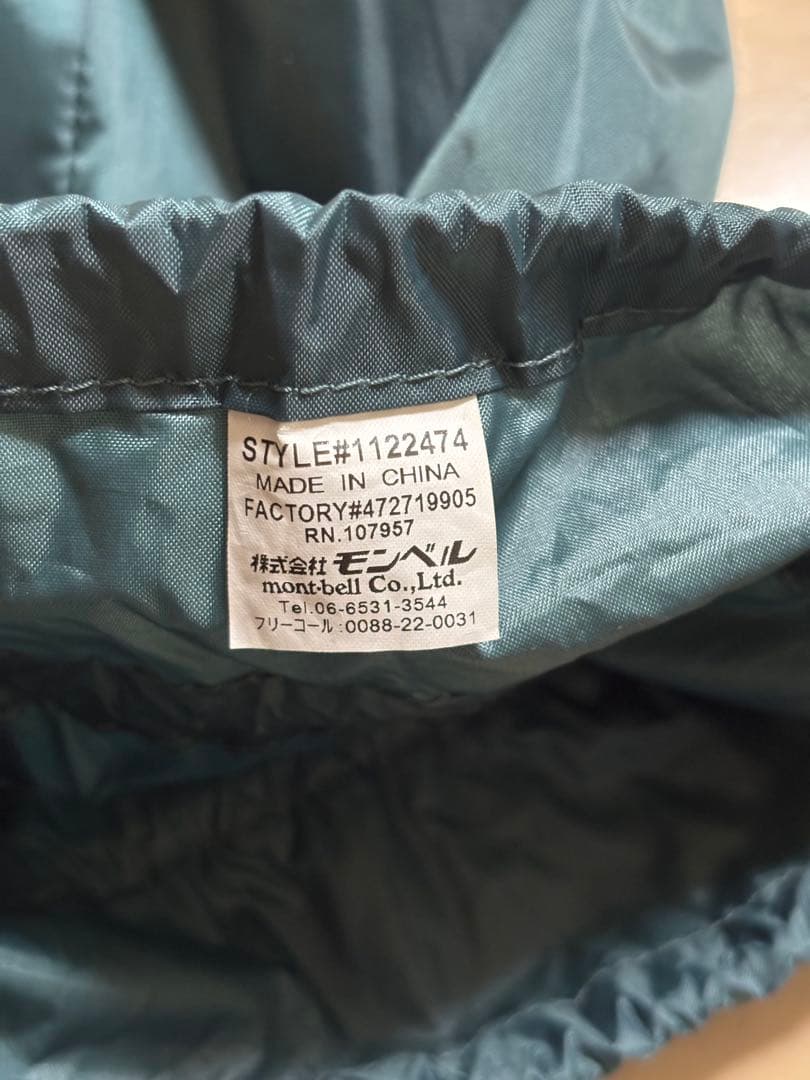 STYLE#1122474
MADE IN CHINA
FACTORY#472719905
RN.107957
株式会社 モンベル
mont-bell Co.,Ltd.
Tel.06-6531-3544
フリーコール:0088-22-0031